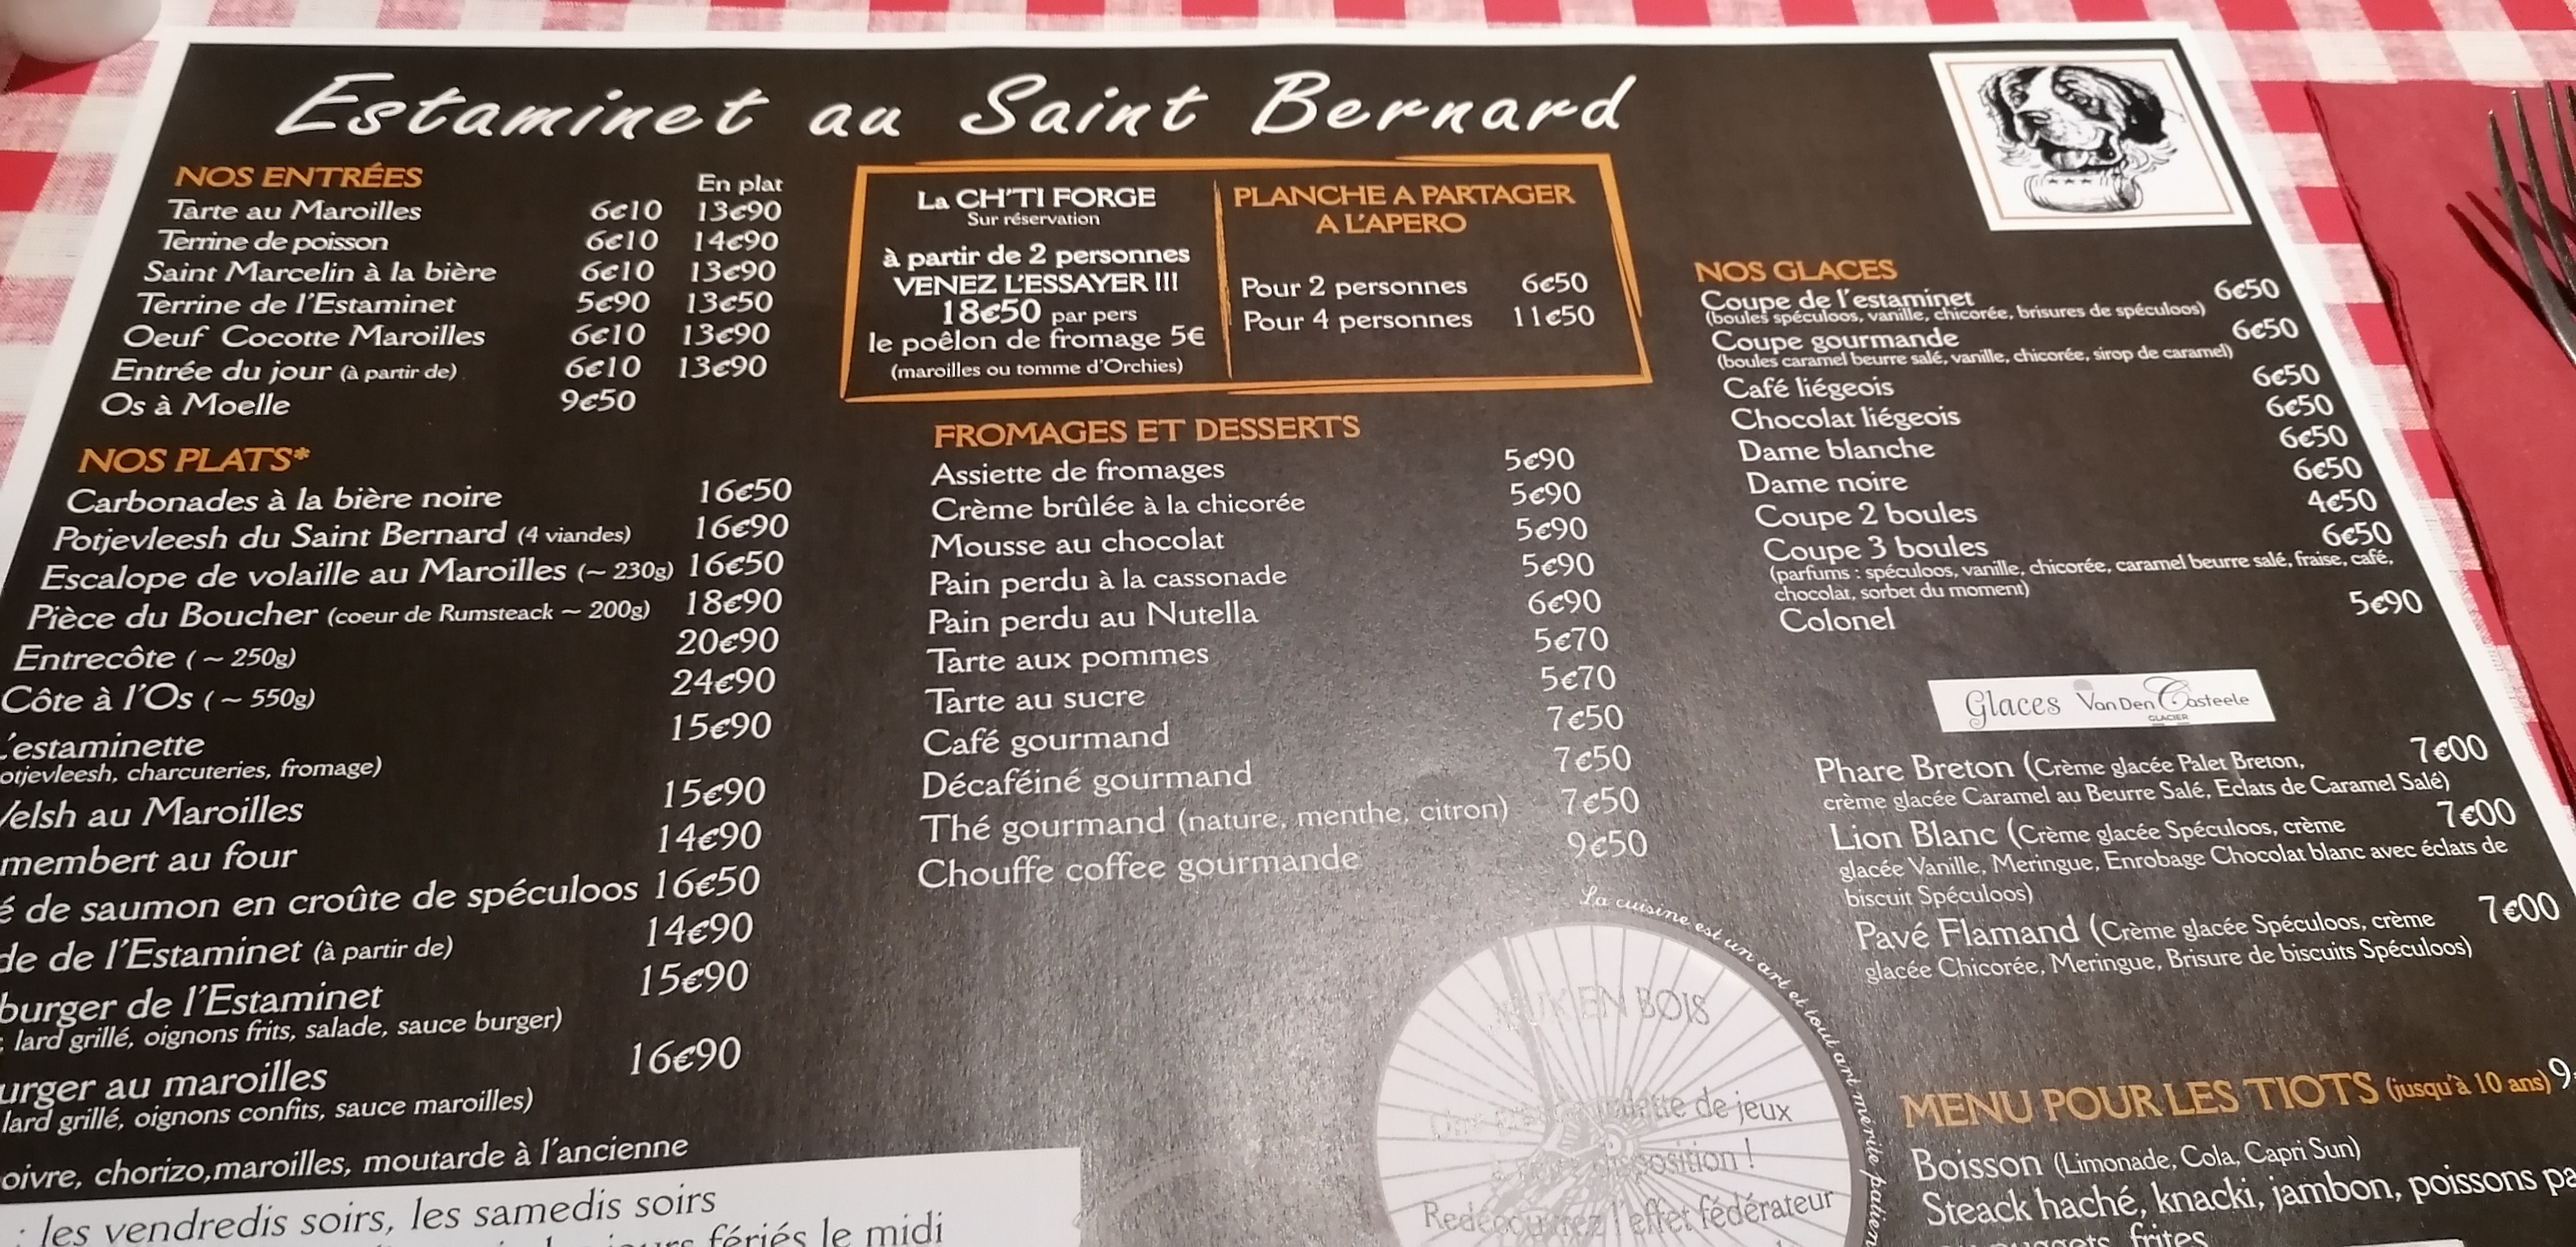 Estaminet au Saint Bernard
NOS ENTRÉES
En plat
Tarte au Maroilles 6€10 13€90
Terrine de poisson 6€10 14€90
Saint Marcelin à la bière 6€10 13€90
Terrine de l'Estaminet 5€90 13€50
Oeuf Cocotte Maroilles 6€10 13€90
Entrée du jour (à partir de) 6€10 13€90
Os à Moelle 9€50
NOS PLATS*
Carbonades à la bière noire 16€50
Potjevleesh du Saint Bernard (4 viandes) 16€90
Escalope de volaille au Maroilles (~ 230g) 16€50
Pièce du Boucher (coeur de Rumsteack ~ 200g) 18€90
Entrecôte (~ 250g) 20€90
Côte à l'Os (~ 550g) 24€90
L'estaminette 15€90
otjevleesh, charcuteries, fromage)
Velsh au Maroilles 15€90
membert au four 14€90
é de saumon en croûte de spéculoos 16€50
de de l'Estaminet (à partir de) 14€90
burger de l'Estaminet 15€90
lard grillé, oignons frits, salade, sauce burger)
urger au maroilles 16€90
lard grillé, oignons confits, sauce maroilles)
oivre, chorizo,maroilles, moutarde à l'ancienne
: les vendredis soirs, les samedis soirs
jours fériés le midi
La CH'TI FORGE
Sur réservation
à partir de 2 personnes
VENEZ L'ESSAYER !!!
18€50 par pers
le poêlon de fromage 5€
(maroilles ou tomme d'Orchies)
PLANCHE A PARTAGER
A L'APERO
Pour 2 personnes 6€50
Pour 4 personnes 11€50
FROMAGES ET DESSERTS
Assiette de fromages 5€90
Crème brûlée à la chicorée 5€90
Mousse au chocolat 5€90
Pain perdu à la cassonade 5€90
Pain perdu au Nutella 6€90
Tarte aux pommes 5€70
Tarte au sucre 5€70
Café gourmand 7€50
Décaféiné gourmand 7€50
Thé gourmand (nature, menthe, citron) 7€50
Chouffe coffee gourmande 9€50
La cuisine est un art et tout art mérite patien
EN BOIS
de jeux
position !
Redécouvrez l'effet fédérateur
NOS GLACES
Coupe de l'estaminet 6€50
(boules spéculoos, vanille, chicorée, brisures de spéculoos)
Coupe gourmande 6€50
(boules caramel beurre salé, vanille, chicorée, sirop de caramel)
Café liégeois 6€50
Chocolat liégeois 6€50
Dame blanche 6€50
Dame noire 6€50
Coupe 2 boules 4€50
Coupe 3 boules 6€50
(parfums : spéculoos, vanille, chicorée, caramel beurre salé, fraise, café,
chocolat, sorbet du moment)
Colonel 5€90
Glaces Van Den Casteele
GLACIER
Phare Breton (Crème glacée Palet Breton, 7€00
crème glacée Caramel au Beurre Salé, Eclats de Caramel Salé)
Lion Blanc (Crème glacée Spéculoos, crème 7€00
glacée Vanille, Meringue, Enrobage Chocolat blanc avec éclats de
biscuit Spéculoos)
Pavé Flamand (Crème glacée Spéculoos, crème 7€00
glacée Chicorée, Meringue, Brisure de biscuits Spéculoos)
MENU POUR LES TIOTS (jusqu'à 10 ans) 9
Boisson (Limonade, Cola, Capri Sun)
Steack haché, knacki, jambon, poissons pa
nuggets, frites